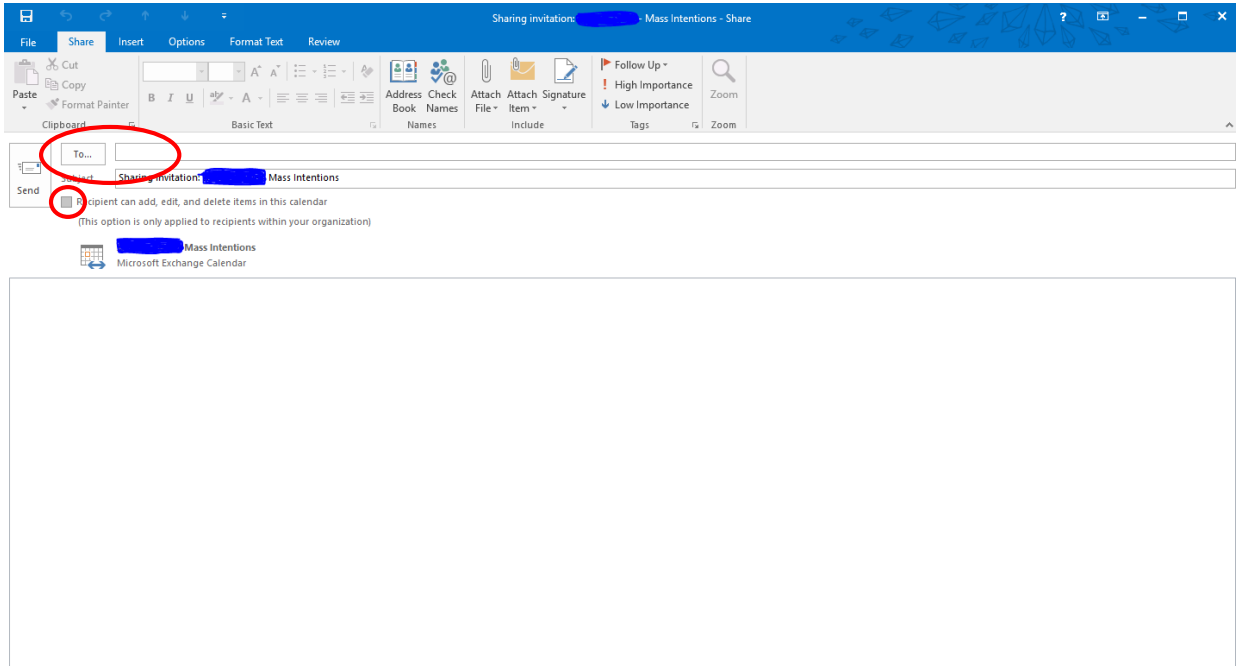 Sharing invitation: - Mass Intentions - Share
?
File Share Insert Options Format Text Review
Paste
Cut
Copy
Format Painter
Clipboard
B I U A
Basic Text
Address Book
Check Names
Names
Attach File
Attach Item
Signature
Include
Follow Up
High Importance
Low Importance
Tags
Zoom
Zoom
Send
To...
Subject Sharing invitation: Mass Intentions
Recipient can add, edit, and delete items in this calendar
(This option is only applied to recipients within your organization)
Mass Intentions
Microsoft Exchange Calendar